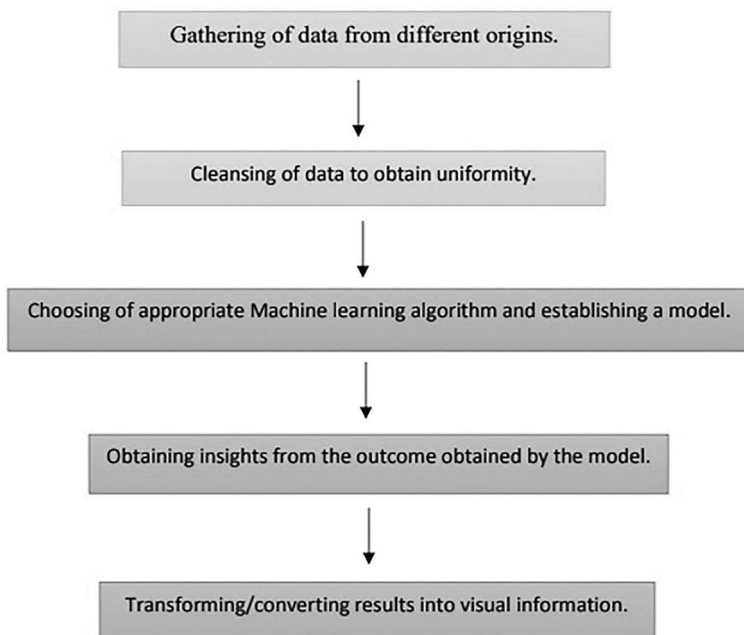 Gathering of data from different origins.
Cleansing of data to obtain uniformity.
Choosing of appropriate Machine learning algorithm and establishing a model.
Obtaining insights from the outcome obtained by the model.
Transforming/converting results into visual information.